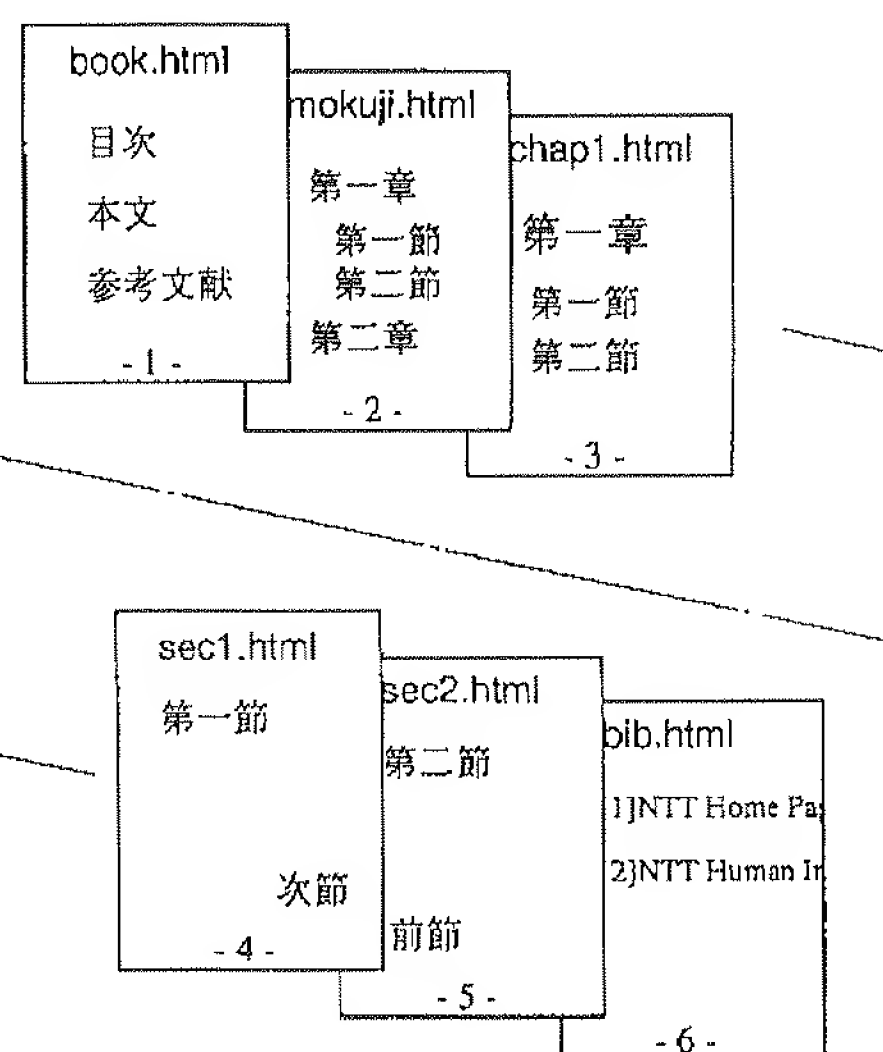 book.html
目次
本文
参考文献
- 1 -
mokuji.html
第一章
第一節
第二節
第二章
- 2 -
chap1.html
第一章
第一節
第二節
- 3 -
sec1.html
第一節
次節
- 4 -
sec2.html
第二節
前節
- 5 -
bib.html
1]NTT Home
2]NTT Human
- 6 -